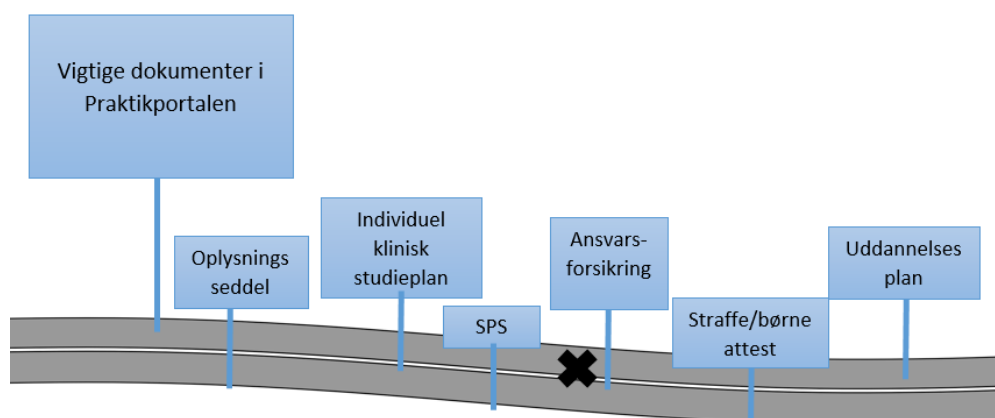 Vigtige dokumenter i
Praktikportalen
Oplysnings
seddel
Individuel
klinisk
studieplan
SPS
Ansvars-
forsikring
Straffe/børne
attest
Uddannelses
plan